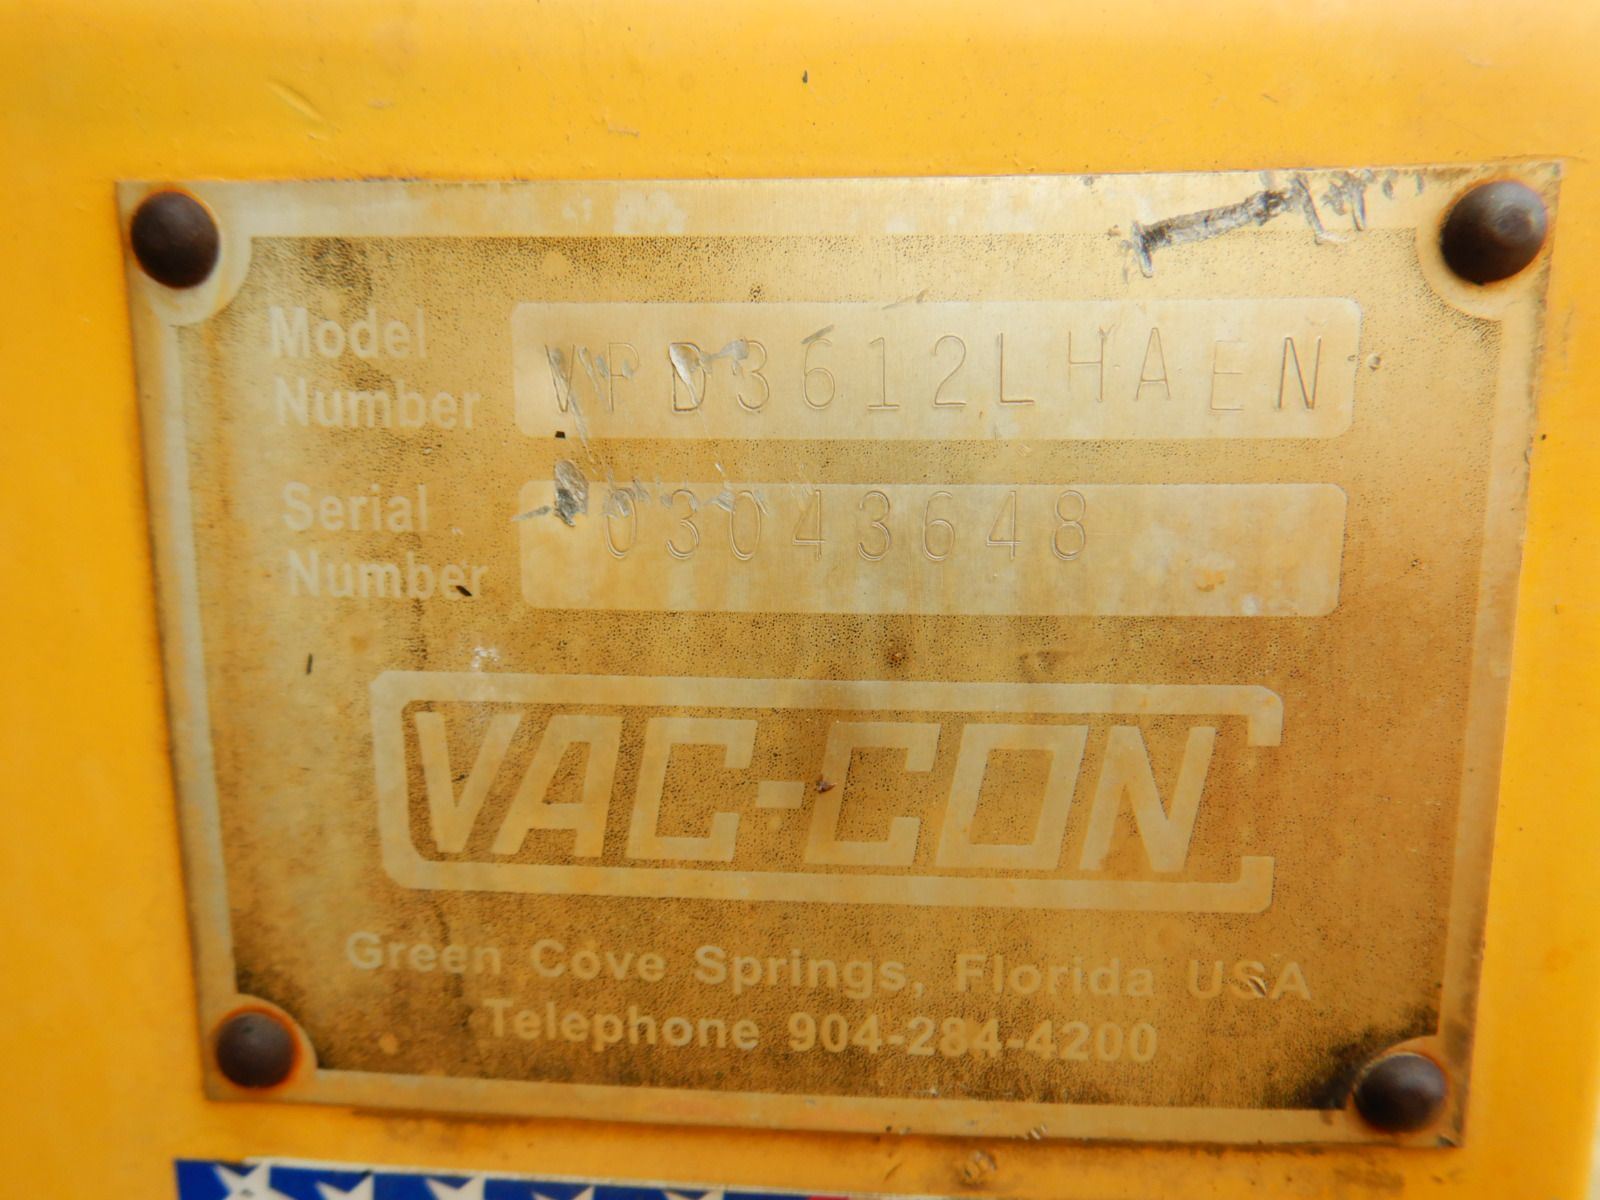 Model
Number
VPD3612LHAEN
Serial
Number
03043648
VAC-CON
Green Cove Springs, Florida USA
Telephone 904-284-4200